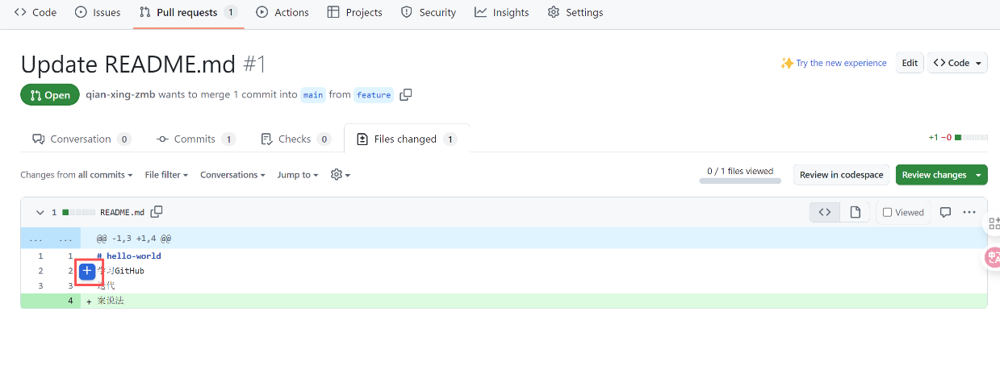 Code Issues Pull requests 1 Actions Projects Security Insights Settings
Update README.md #1
Try the new experience Edit Code
Open qian-xing-zmb wants to merge 1 commit into main from feature
Conversation 0 Commits 1 Checks 0 Files changed 1
+1 −0
Changes from all commits File filter Conversations Jump to
0 / 1 files viewed
Review in codespace Review changes
1 README.md Viewed
... ... @@ -1,3 +1,4 @@
1 1 # hello-world
2 2 学习GitHub
3 3 迭代
4 + 案说法